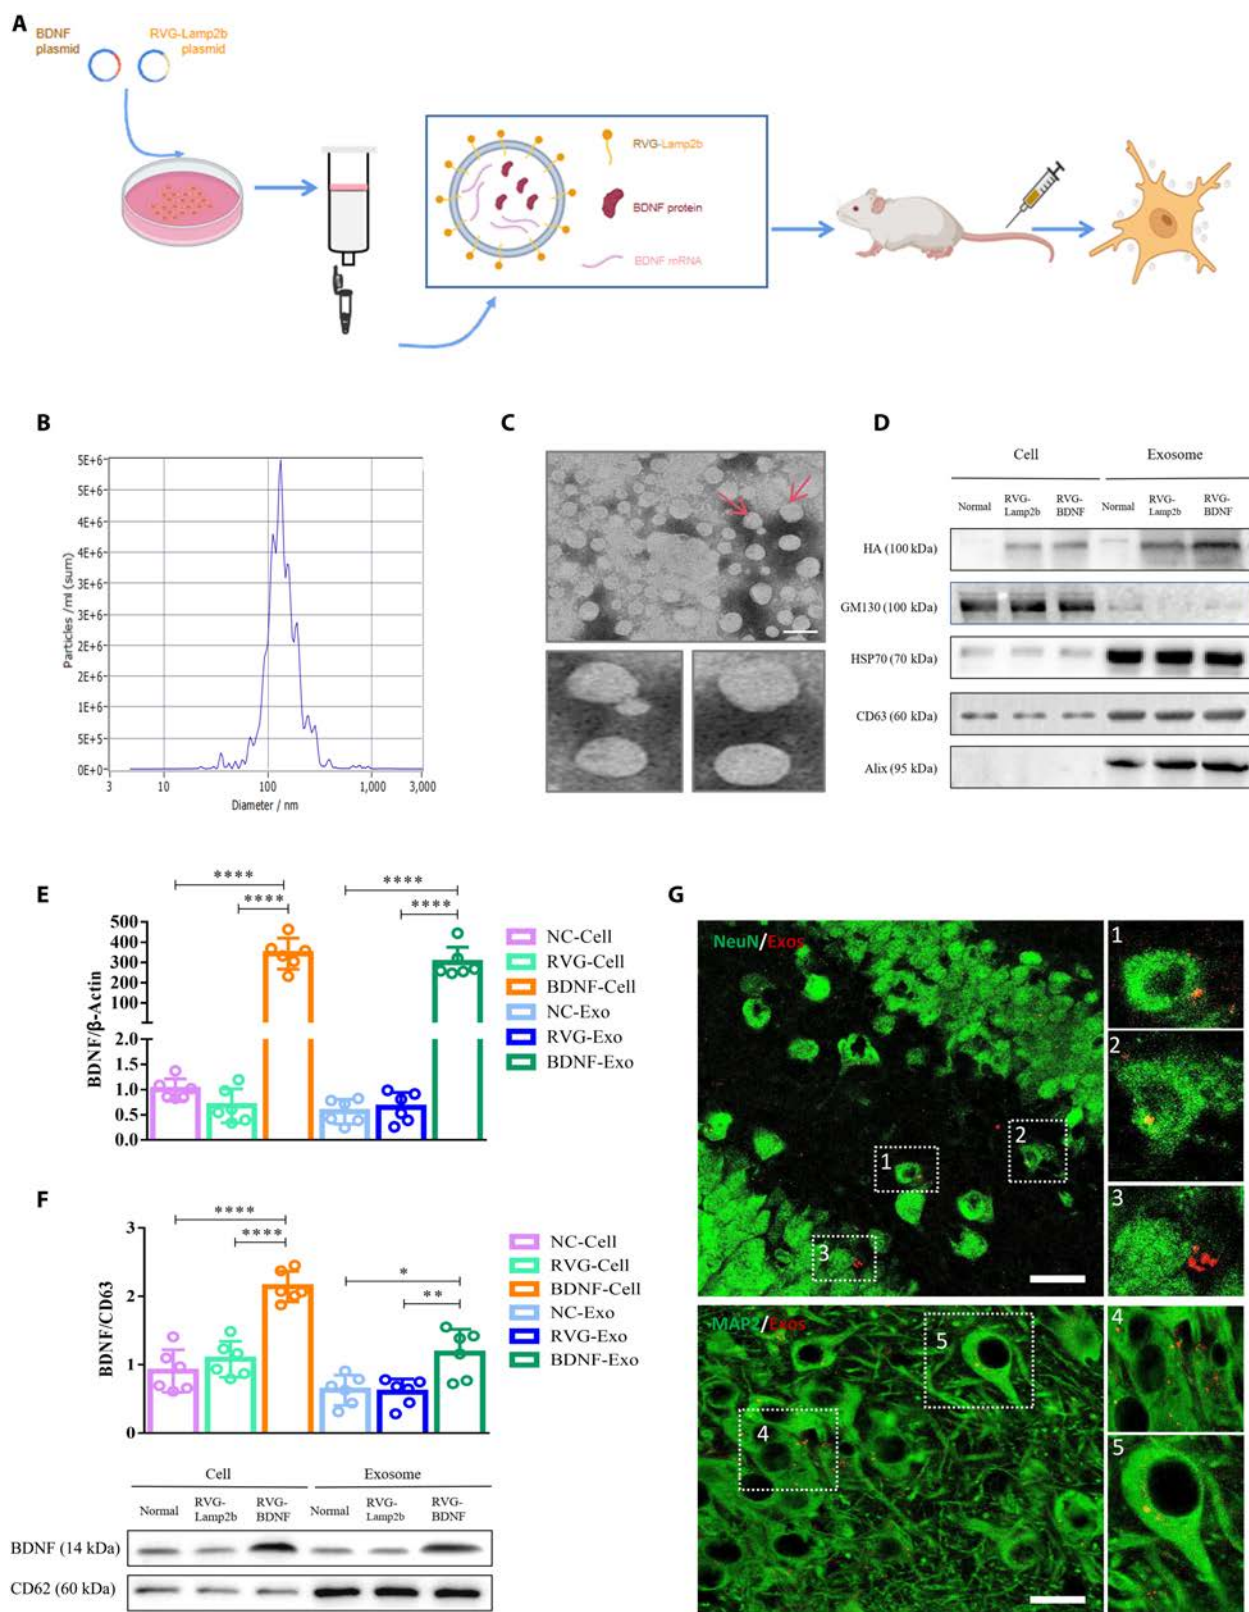 A
BDNF
plasmid
RVG-Lamp2b
plasmid
RVG-Lamp2b
BDNF protein
BDNF mRNA
B
Particles /ml (sum)
5E+6
4E+6
4E+6
3E+6
3E+6
2E+6
2E+6
1E+6
1E+6
5E+5
0E+0
3 10 100 1,000 3,000
Diameter / nm
C
D
Cell Exosome
Normal RVG-Lamp2b RVG-BDNF Normal RVG-Lamp2b RVG-BDNF
HA (100 kDa)
GM130 (100 kDa)
HSP70 (70 kDa)
CD63 (60 kDa)
Alix (95 kDa)
E
**** ****
**** ****
BDNF/β-Actin
500
400
300
200
100
2.0
1.5
1.0
0.5
0.0
NC-Cell
RVG-Cell
BDNF-Cell
NC-Exo
RVG-Exo
BDNF-Exo
F
****
****
*
**
BDNF/CD63
3
2
1
0
NC-Cell
RVG-Cell
BDNF-Cell
NC-Exo
RVG-Exo
BDNF-Exo
Cell Exosome
Normal RVG-Lamp2b RVG-BDNF Normal RVG-Lamp2b RVG-BDNF
BDNF (14 kDa)
CD62 (60 kDa)
G
NeuN/Exos
1
2
3
1
2
3
MAP2/Exos
5
4
4
5